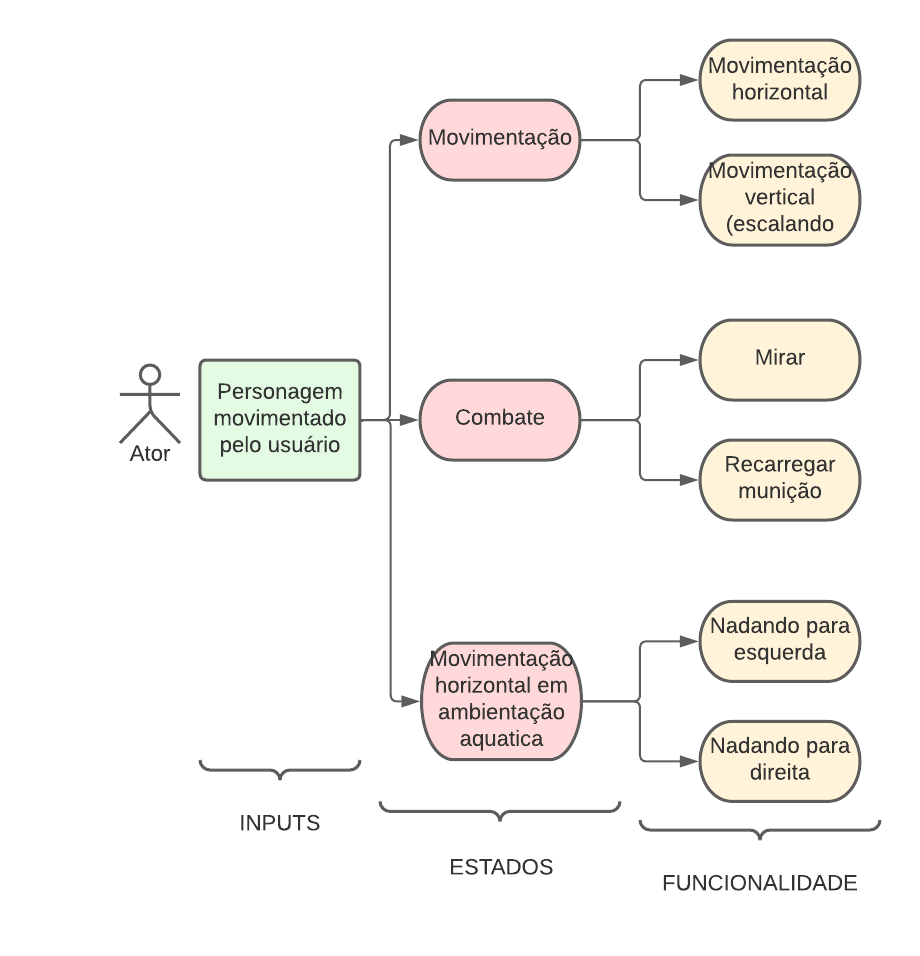 Movimentação
horizontal
Movimentação
Movimentação
vertical
(escalando
Ator
Personagem
movimentado
pelo usuário
Combate
Mirar
Recarregar
munição
Movimentação
horizontal em
ambientação
aquatica
Nadando para
esquerda
Nadando para
direita
INPUTS
ESTADOS
FUNCIONALIDADE